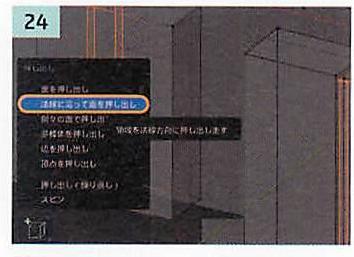 24
押し出し
面を押し出し
法線に沿って面を押し出し
個々の面で押し出
領域を法線方向に押し出します
多様体を押し出し
辺を押し出し
頂点を押し出し
押し出し(繰り返し)
スピン